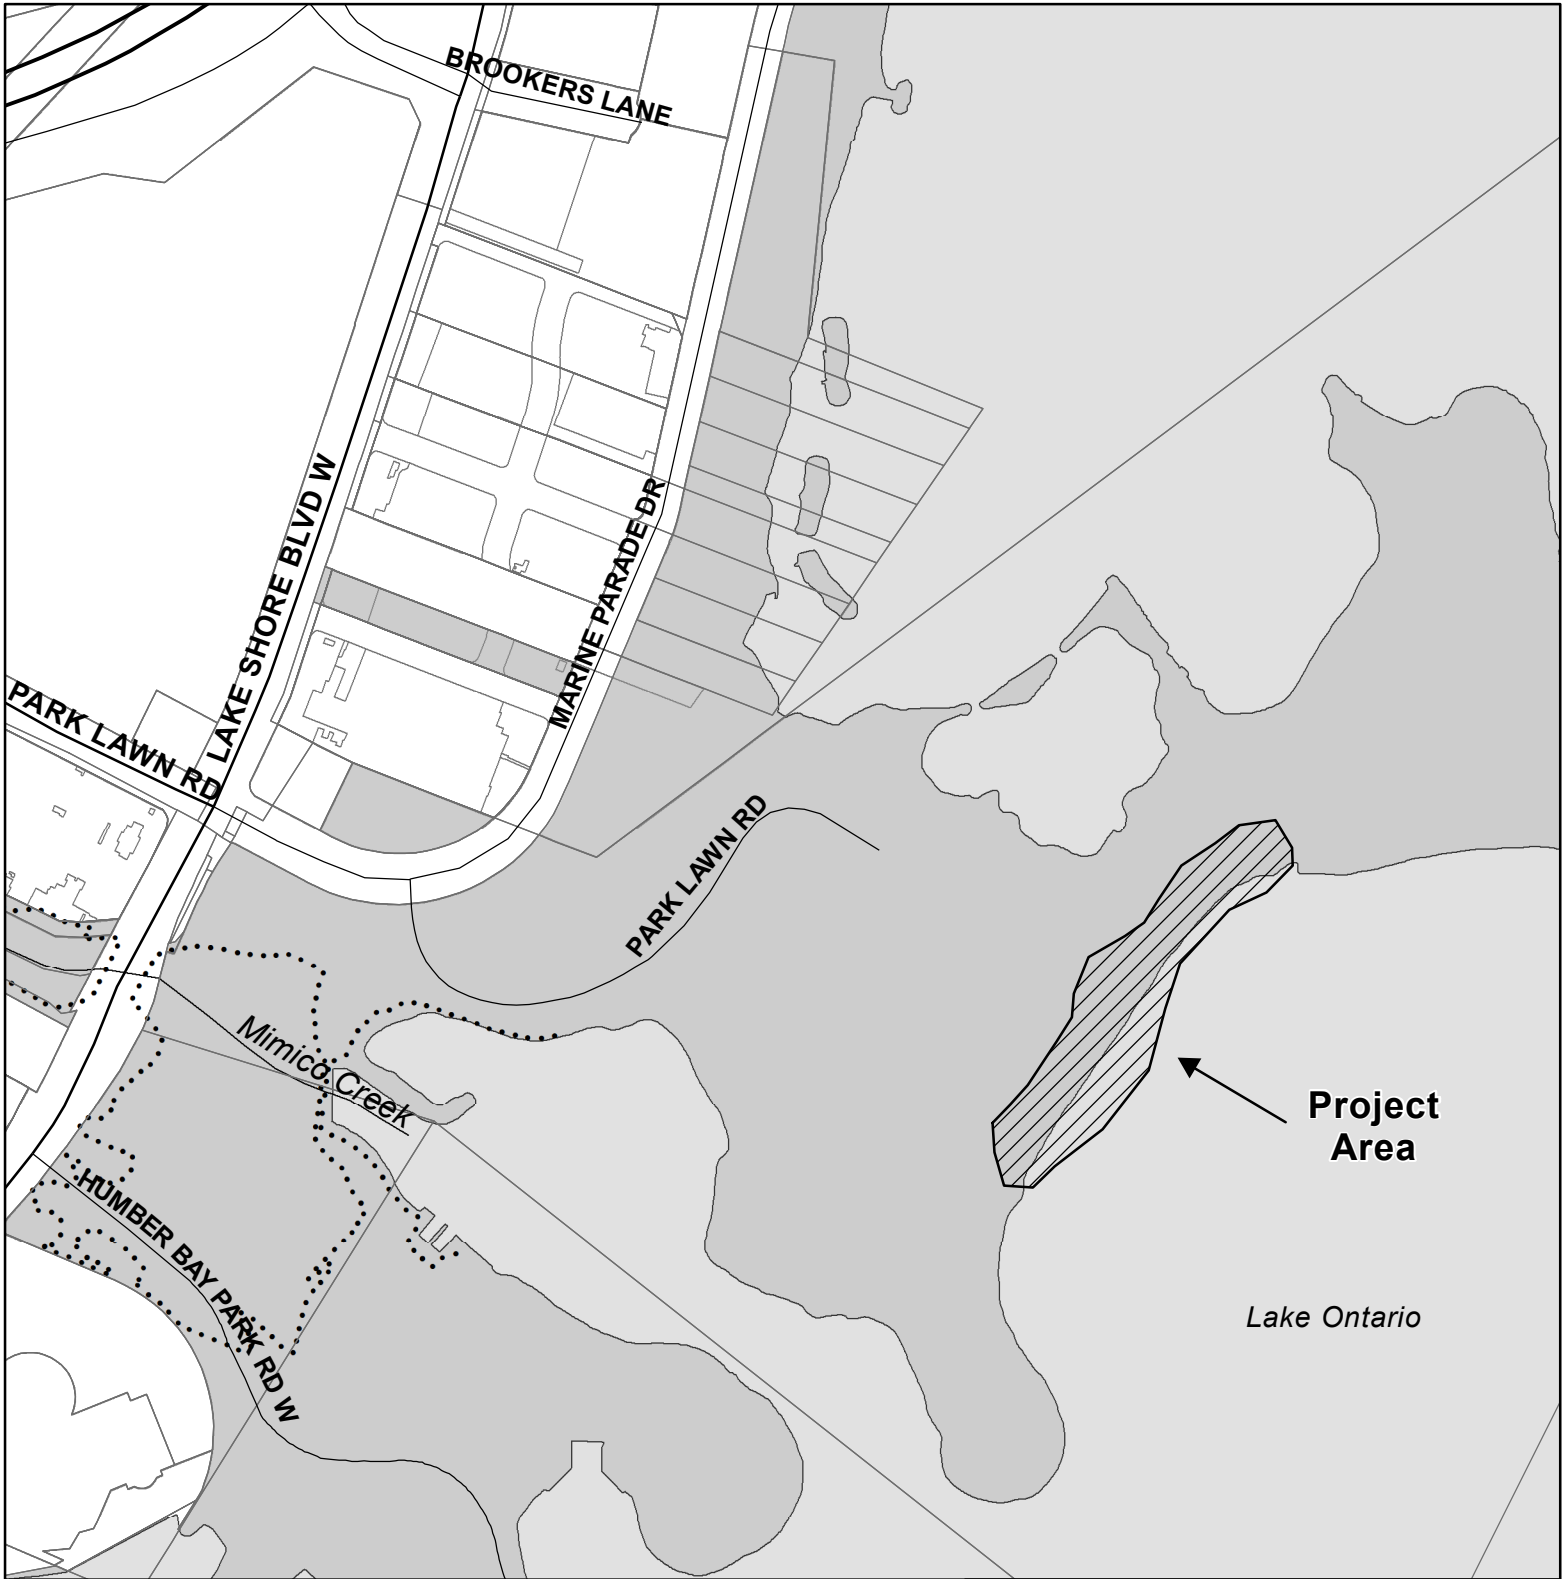 BROOKERS LANE
LAKE SHORE BLVD W
MARINE PARADE DR
PARK LAWN RD
PARK LAWN RD
Mimico Creek
Project
Area
HUMBER BAY PARK RD W
Lake Ontario